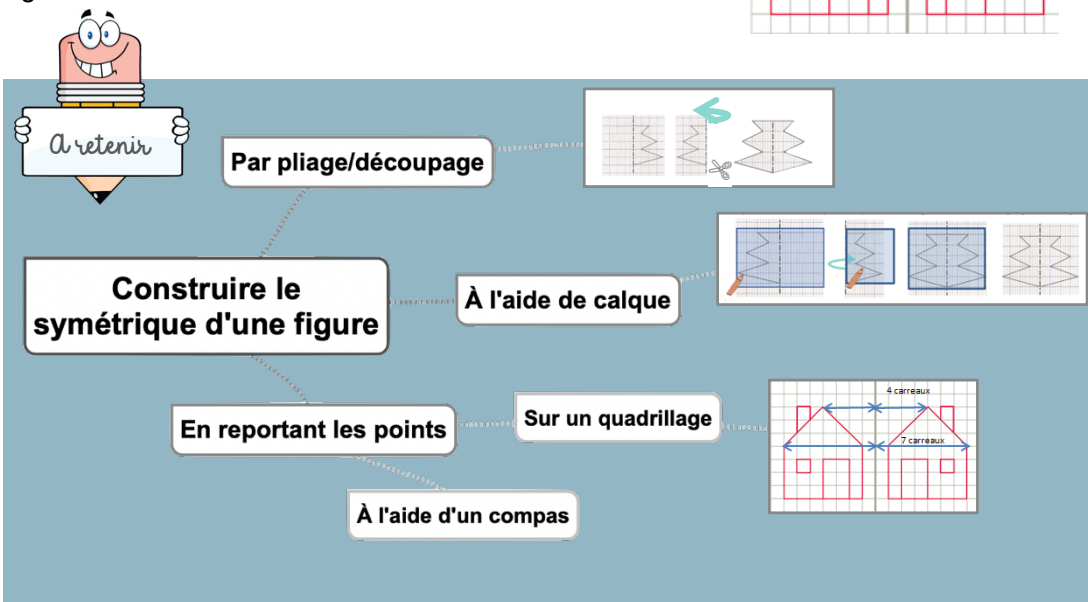 a retenir
Par pliage/découpage
Construire le
symétrique d'une figure
À l'aide de calque
En reportant les points
Sur un quadrillage
4 carreaux
7 carreaux
À l'aide d'un compas